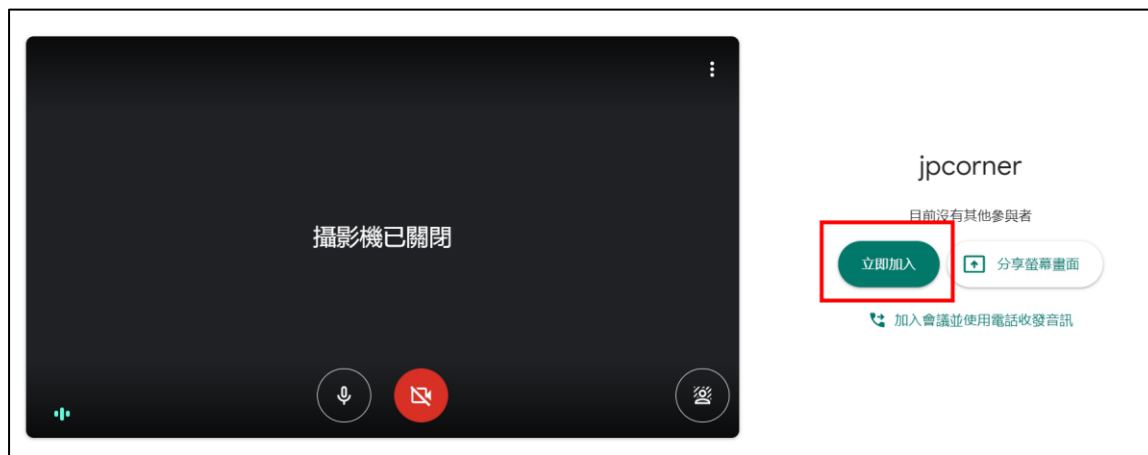 攝影機已關閉
jpcorner
目前沒有其他參與者
立即加入
分享螢幕畫面
加入會議並使用電話收發音訊